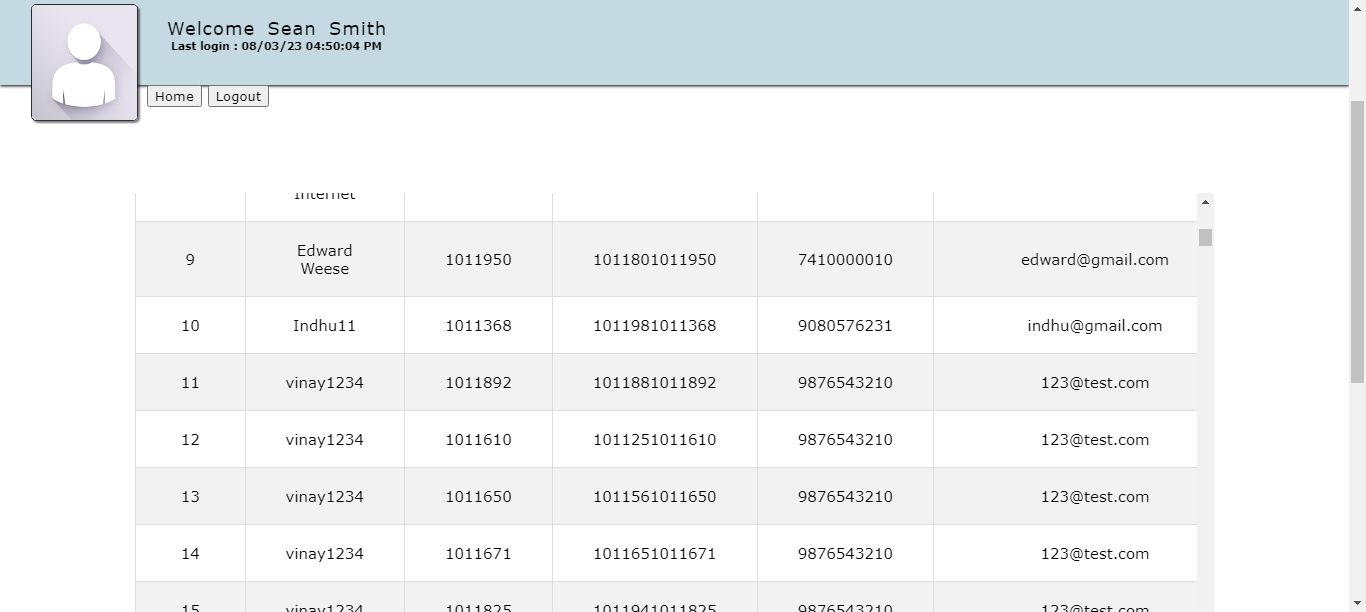 Welcome Sean Smith
Last login : 08/03/23 04:50:04 PM
Home Logout
Internet
9 Edward Weese 1011950 1011801011950 7410000010 edward@gmail.com
10 Indhu11 1011368 1011981011368 9080576231 indhu@gmail.com
11 vinay1234 1011892 1011881011892 9876543210 123@test.com
12 vinay1234 1011610 1011251011610 9876543210 123@test.com
13 vinay1234 1011650 1011561011650 9876543210 123@test.com
14 vinay1234 1011671 1011651011671 9876543210 123@test.com
15 vinay1234 1011825 1011941011825 9876543210 123@test.com